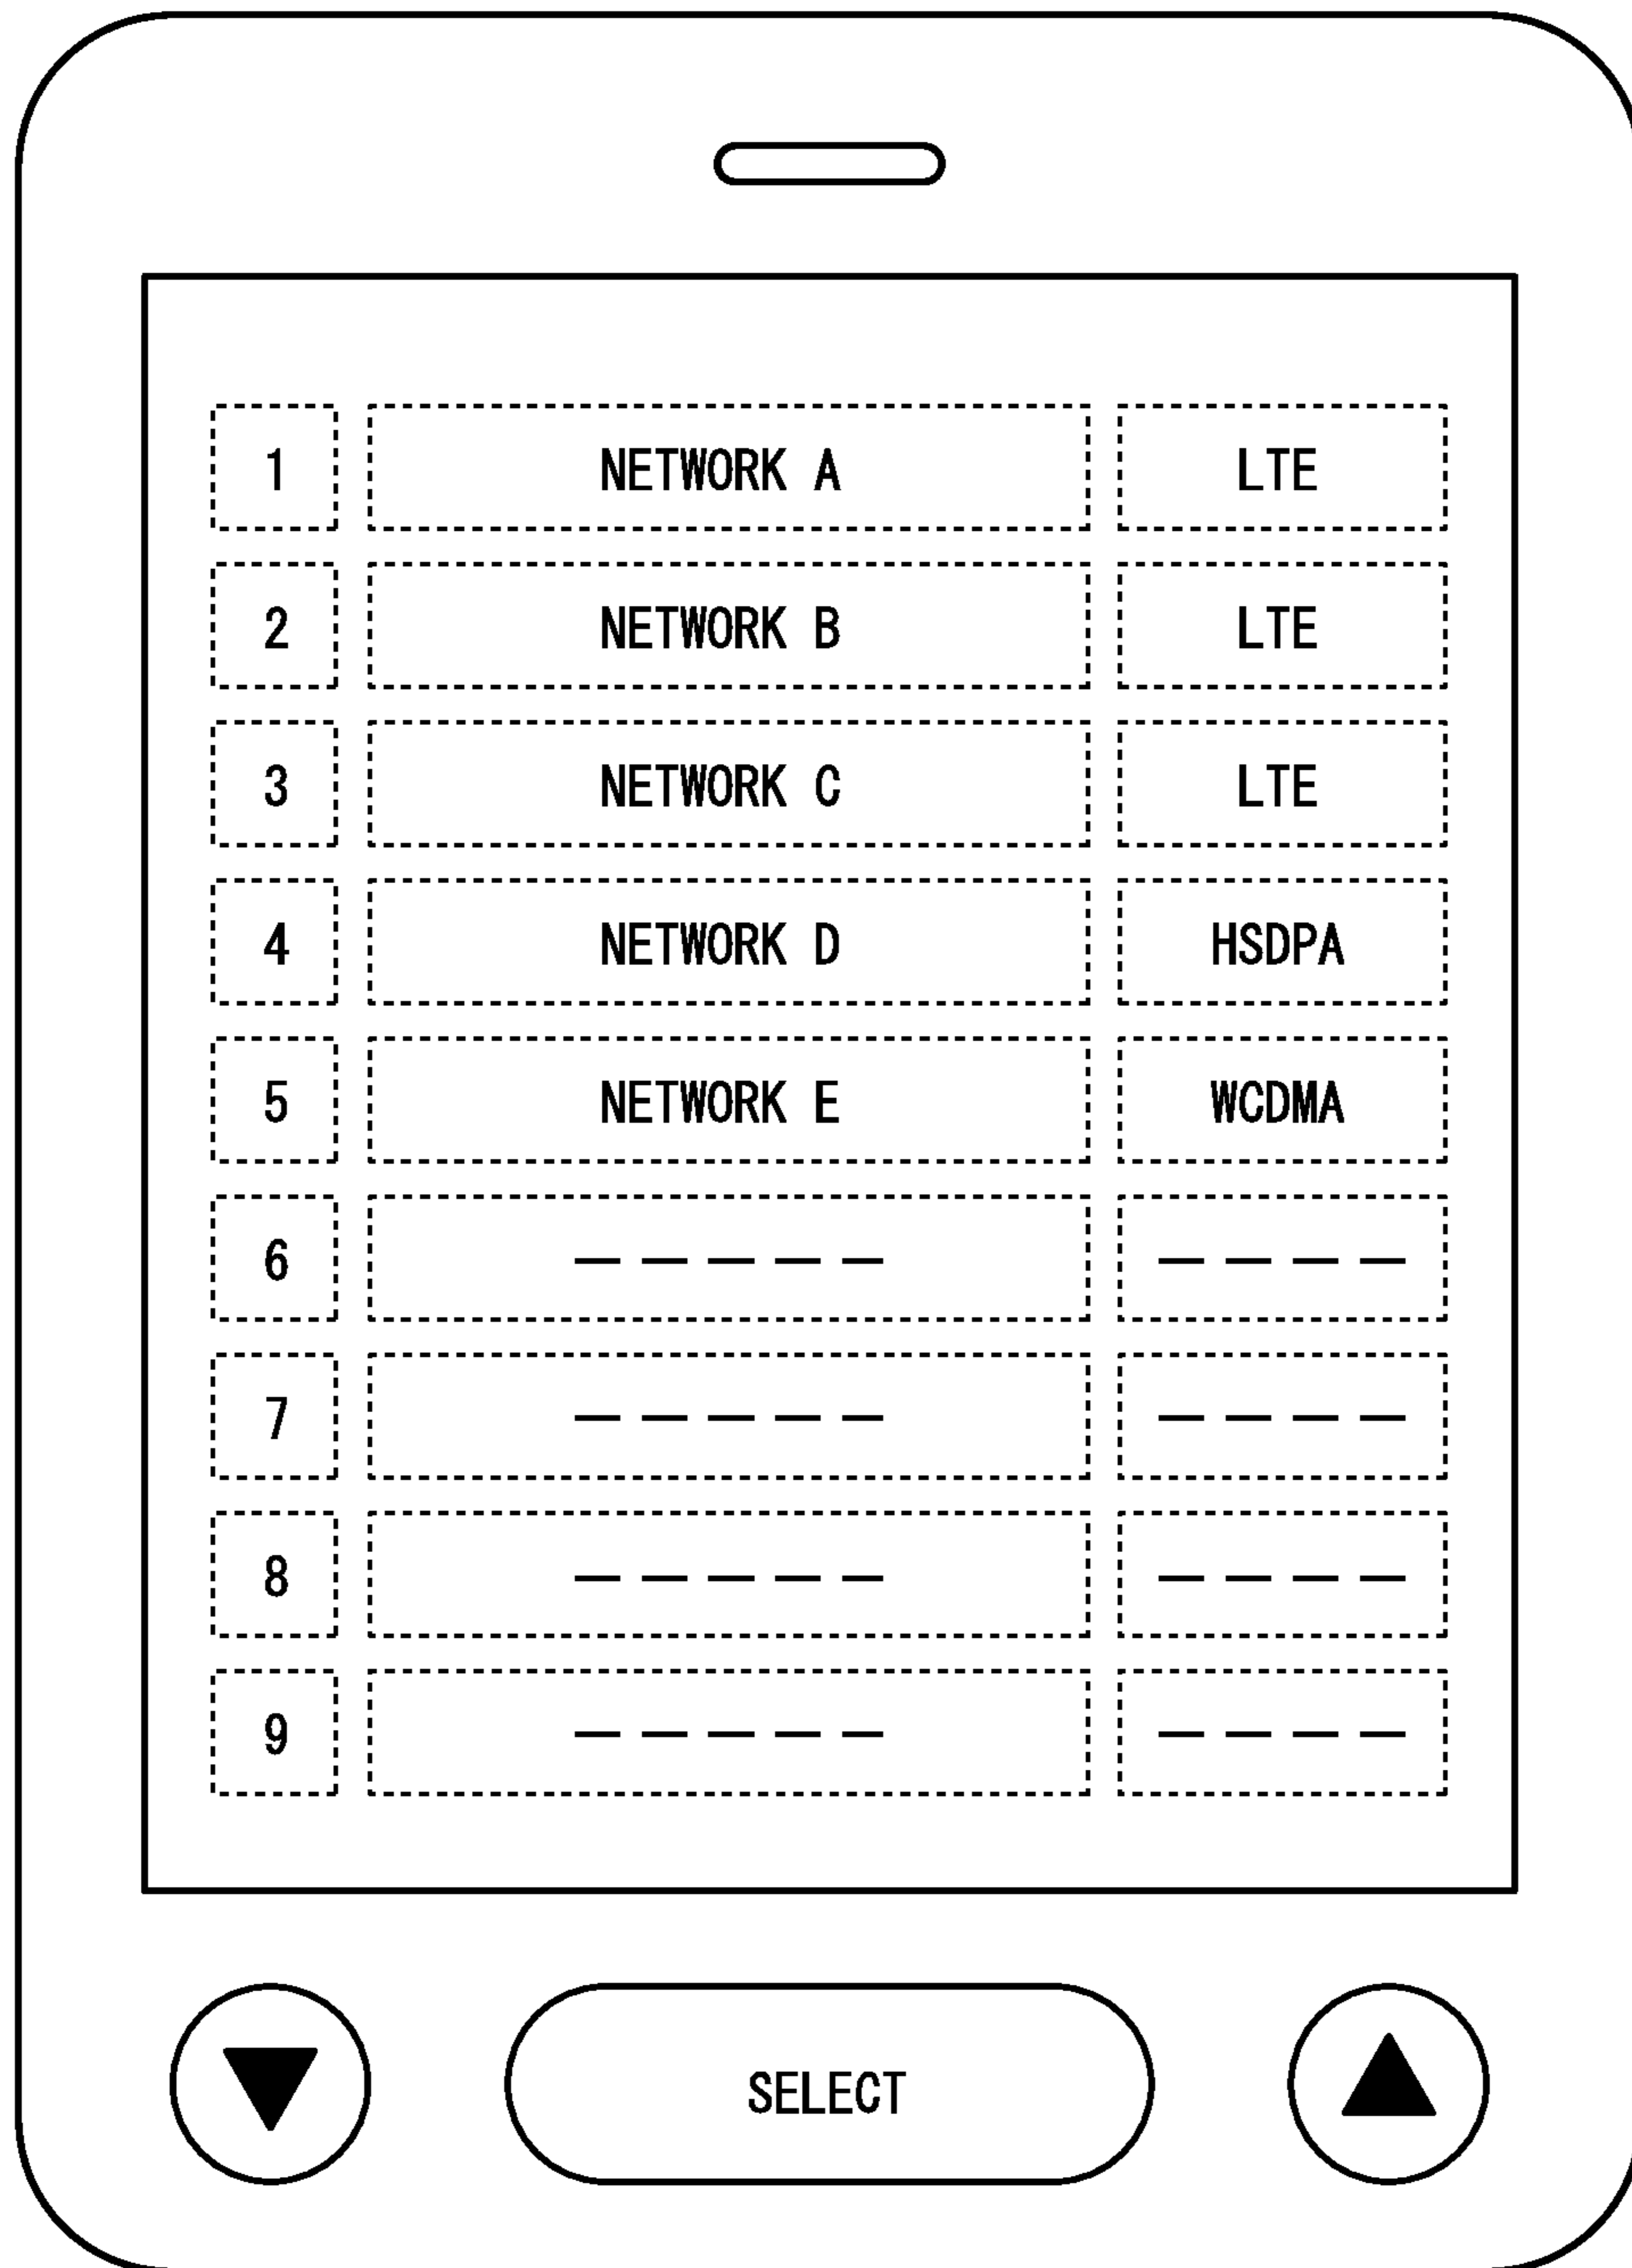 1 NETWORK A LTE
2 NETWORK B LTE
3 NETWORK C LTE
4 NETWORK D HSDPA
5 NETWORK E WCDMA
6 ————— ————
7 ————— ————
8 ————— ————
9 ————— ————
SELECT